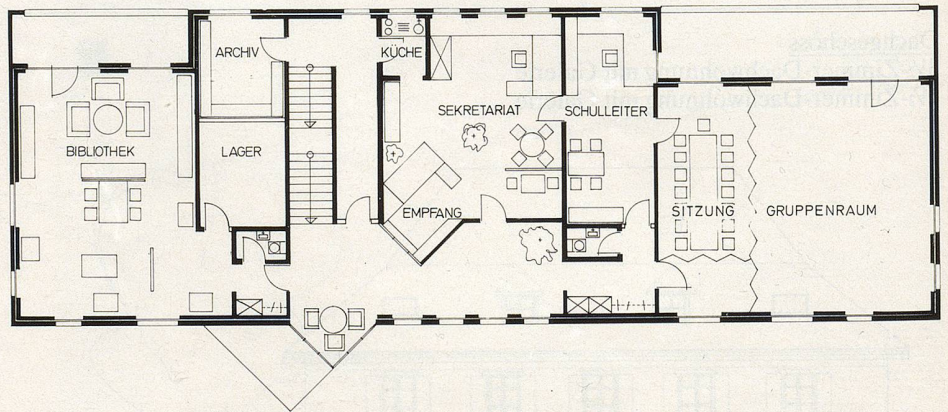 ARCHIV
KÜCHE
SEKRETARIAT
SCHULLEITER
BIBLIOTHEK
LAGER
EMPFANG
SITZUNG
GRUPPENRAUM